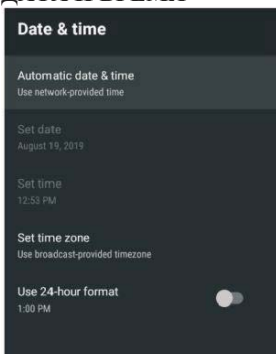 Date & time
Automatic date & time
Use network-provided time
Set date
August 19, 2019
Set time
12:53 PM
Set time zone
Use broadcast-provided timezone
Use 24-hour format
1:00 PM